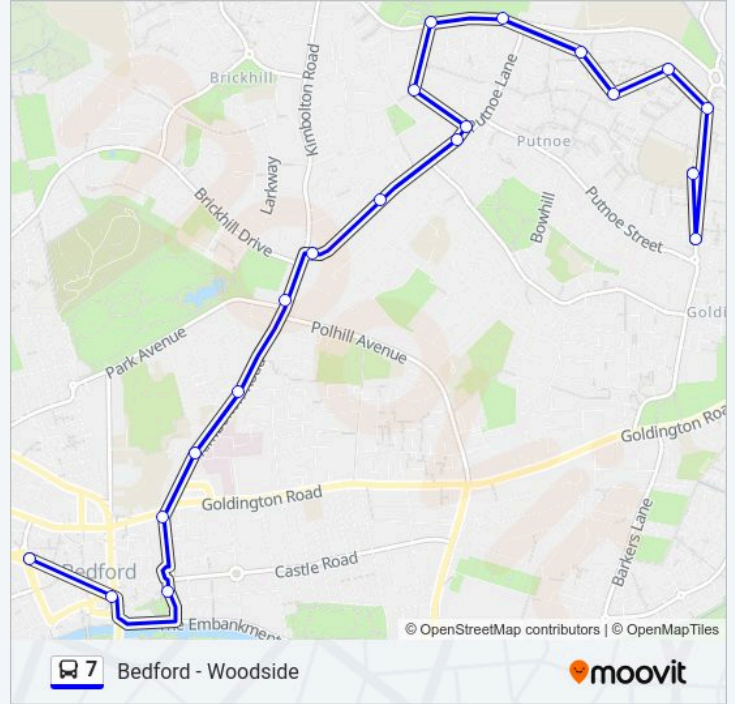 Brickhill
Kimbolton Road
Putnoe Lane
Putnoe
Larkway
Brickhill Drive
Bowhill
Putnoe Street
Goldi
Park Avenue
Polhill Avenue
Goldington Roa
Goldington Road
Barkers Lane
Castle Road
Bedford
The Embankment
© OpenStreetMap contributors | © OpenMapTiles
7 Bedford - Woodside
moovit